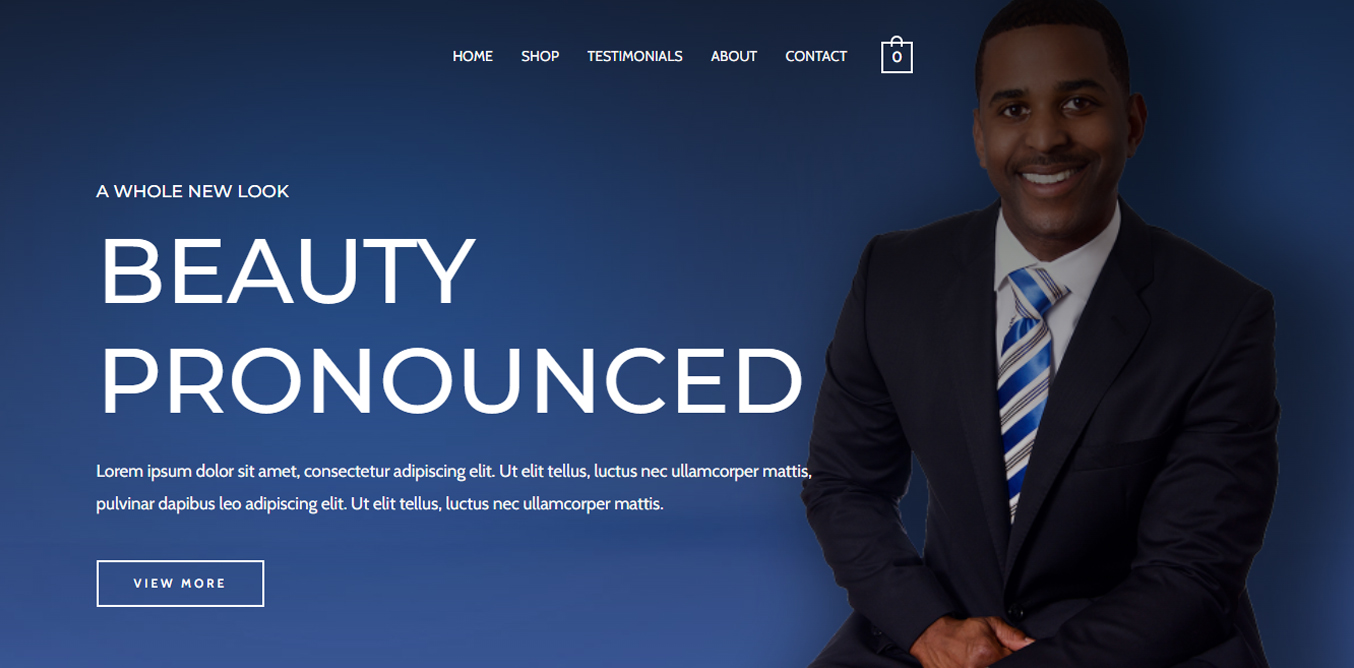 HOME SHOP TESTIMONIALS ABOUT CONTACT 0
A WHOLE NEW LOOK
BEAUTY
PRONOUNCED
Lorem ipsum dolor sit amet, consectetur adipiscing elit. Ut elit tellus, luctus nec ullamcorper mattis,
pulvinar dapibus leo adipiscing elit. Ut elit tellus, luctus nec ullamcorper mattis.
VIEW MORE